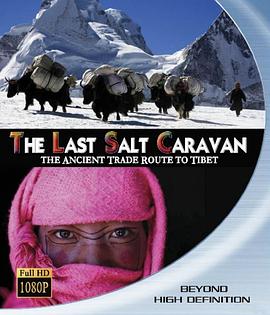 THE LAST SALT CARAVAN
THE ANCIENT TRADE ROUTE TO TIBET
Full HD
1080P
BEYOND
HIGH DEFINITION